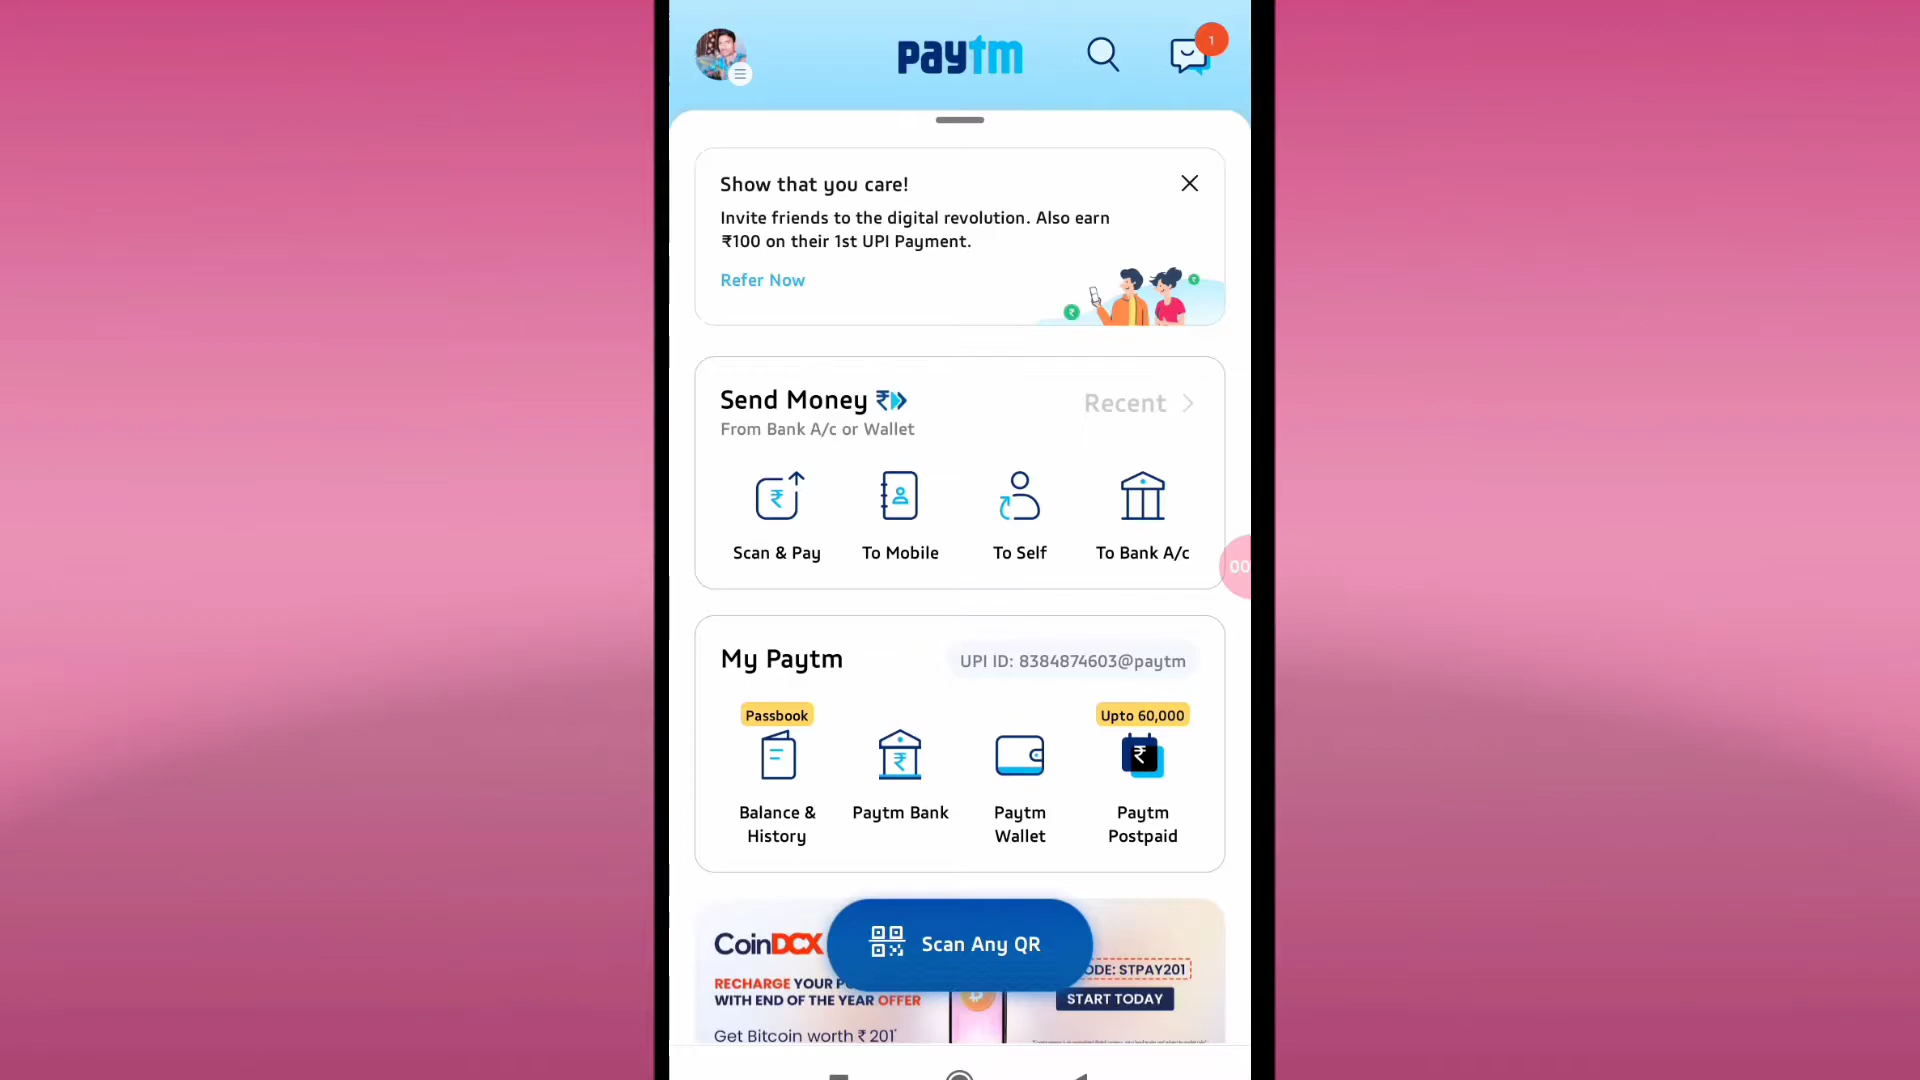 paytm
1
Show that you care!
Invite friends to the digital revolution. Also earn
₹100 on their 1st UPI Payment.
Refer Now
Send Money
Recent
From Bank A/c or Wallet
Scan & Pay
To Mobile
To Self
To Bank A/c
00
My Paytm
UPI ID: 8384874603@paytm
Passbook
Upto 60,000
Balance &
History
Paytm Bank
Paytm
Wallet
Paytm
Postpaid
CoinDCX
Scan Any QR
ODE: STPAY201
RECHARGE YOUR
WITH END OF THE YEAR OFFER
START TODAY
Get Bitcoin worth ₹201*